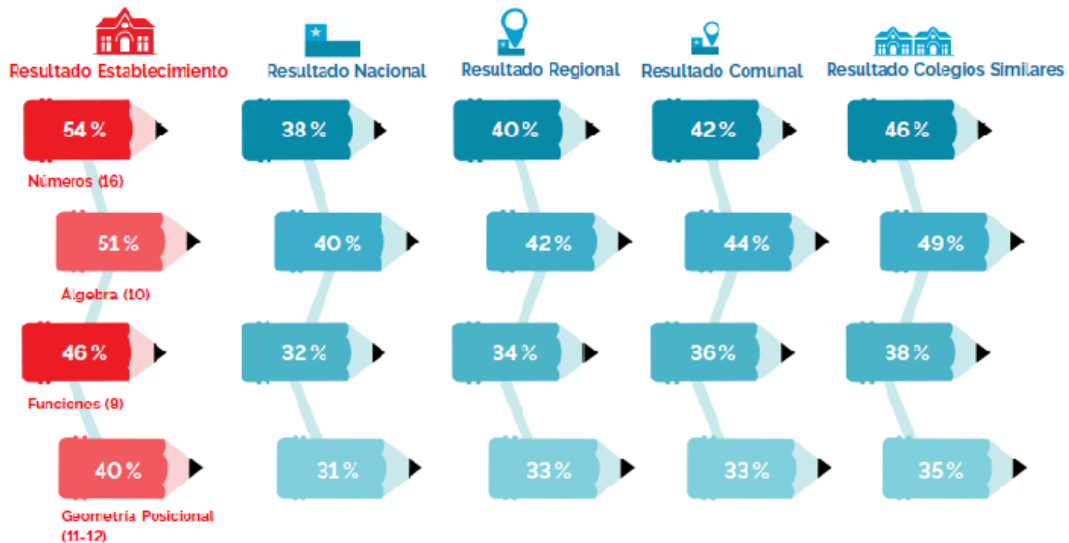 Resultado Establecimiento
Resultado Nacional
Resultado Regional
Resultado Comunal
Resultado Colegios Similares
54 %
38 %
40 %
42 %
46 %
Números (16)
51 %
40 %
42 %
44 %
49 %
Álgebra (10)
46 %
32 %
34 %
36 %
38 %
Funciones (8)
40 %
31 %
33 %
33 %
35 %
Geometría Posicional
(11-12)